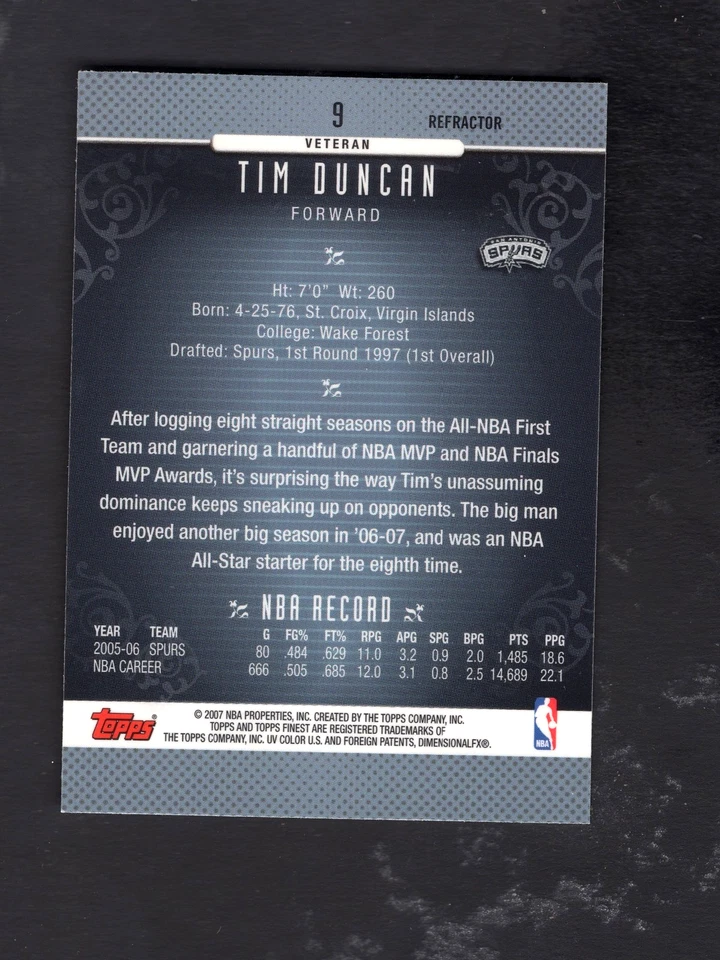 9
REFRACTOR
VETERAN
TIM DUNCAN
FORWARD
SAN ANTONIO
SPURS
Ht: 7'0" Wt: 260
Born: 4-25-76, St. Croix, Virgin Islands
College: Wake Forest
Drafted: Spurs, 1st Round 1997 (1st Overall)
After logging eight straight seasons on the All-NBA First
Team and garnering a handful of NBA MVP and NBA Finals
MVP Awards, it's surprising the way Tim's unassuming
dominance keeps sneaking up on opponents. The big man
enjoyed another big season in '06-07, and was an NBA
All-Star starter for the eighth time.
NBA RECORD
YEAR TEAM G FG% FT% RPG APG SPG BPG PTS PPG
2005-06 SPURS 80 .484 .629 11.0 3.2 0.9 2.0 1,485 18.6
NBA CAREER 666 .505 .685 12.0 3.1 0.8 2.5 14,689 22.1
topps®
© 2007 NBA PROPERTIES, INC. CREATED BY THE TOPPS COMPANY, INC.
TOPPS AND TOPPS FINEST ARE REGISTERED TRADEMARKS OF
THE TOPPS COMPANY, INC. UV COLOR U.S. AND FOREIGN PATENTS, DIMENSIONALFX®.
NBA